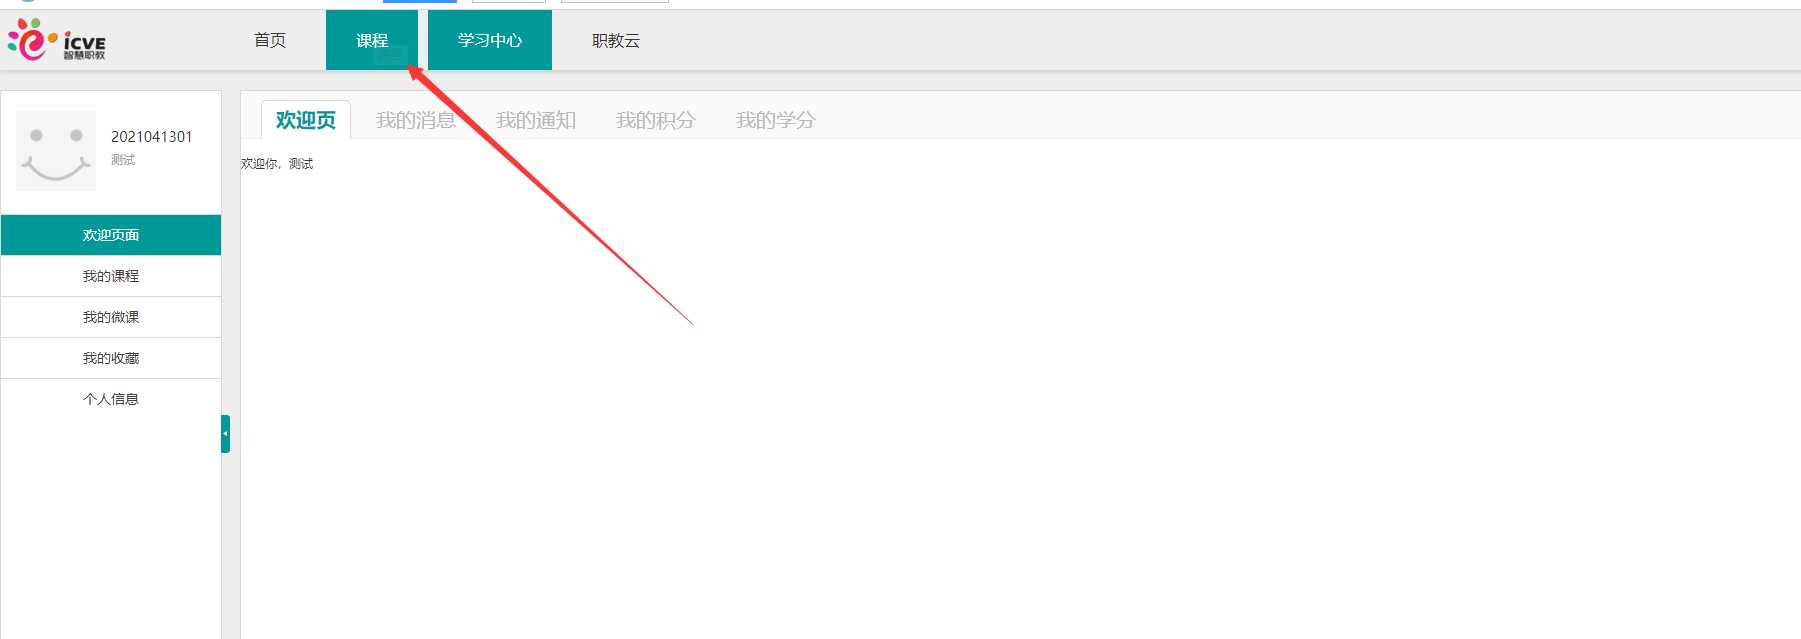 icve
智慧职教
首页 课程 学习中心 职教云
课程
2021041301
测试
欢迎页面
我的课程
我的微课
我的收藏
个人信息
欢迎页 我的消息 我的通知 我的积分 我的学分
欢迎你，测试